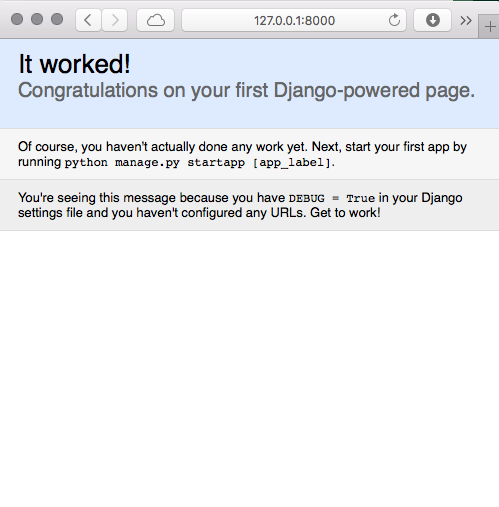 127.0.0.1:8000
It worked!
Congratulations on your first Django-powered page.
Of course, you haven't actually done any work yet. Next, start your first app by
running python manage.py startapp [app_label].
You're seeing this message because you have DEBUG = True in your Django
settings file and you haven't configured any URLs. Get to work!